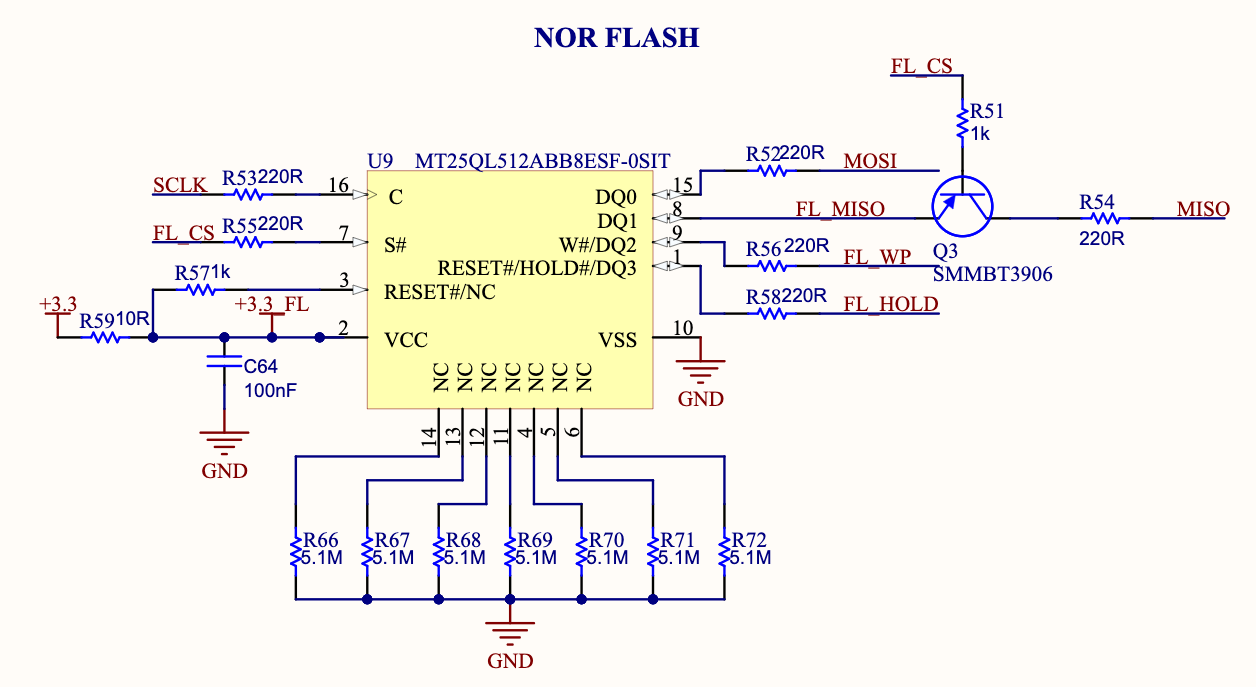 NOR FLASH
FL_CS
R51
1k
U9 MT25QL512ABB8ESF-0SIT
SCLK R53 220R 16 C
DQ0 15 R52 220R MOSI
DQ1 8 FL_MISO
R54
220R
MISO
FL_CS R55 220R 7 S#
W#/DQ2 9 R56 220R FL_WP
Q3
SMMBT3906
R57 1k 3 RESET#/NC
RESET#/HOLD#/DQ3 1 R58 220R FL_HOLD
+3.3 R59 10R +3.3_FL 2 VCC
VSS 10
GND
C64
100nF
GND
NC NC NC NC NC NC NC
14 13 12 11 4 5 6
R66 R67 R68 R69 R70 R71 R72
5.1M 5.1M 5.1M 5.1M 5.1M 5.1M 5.1M
GND